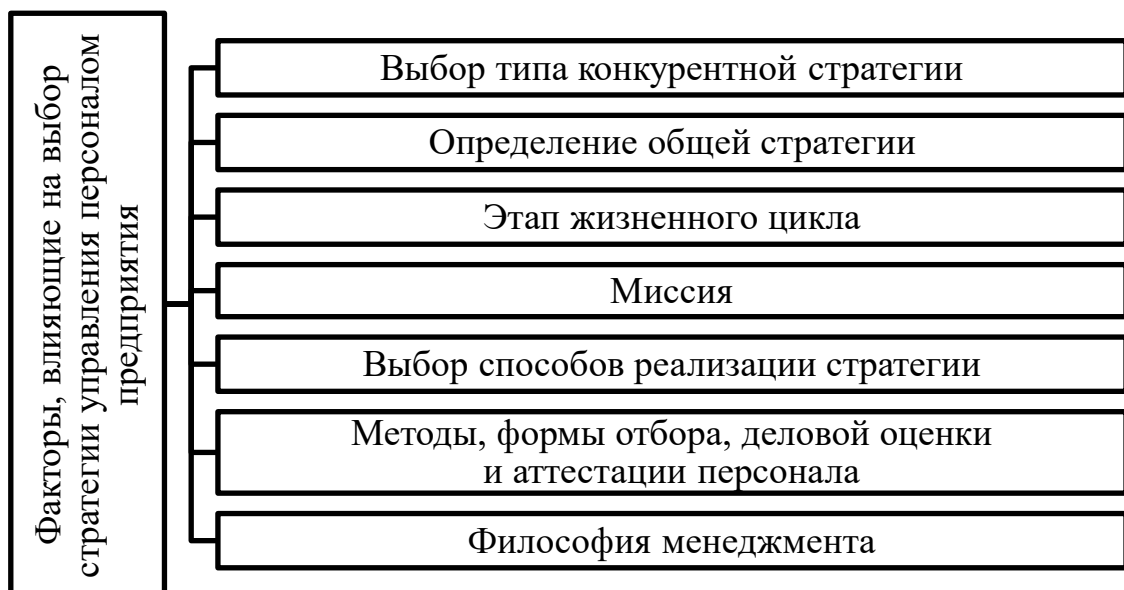 Факторы, влияющие на выбор
стратегии управления персоналом
предприятия
Выбор типа конкурентной стратегии
Определение общей стратегии
Этап жизненного цикла
Миссия
Выбор способов реализации стратегии
Методы, формы отбора, деловой оценки
и аттестации персонала
Философия менеджмента